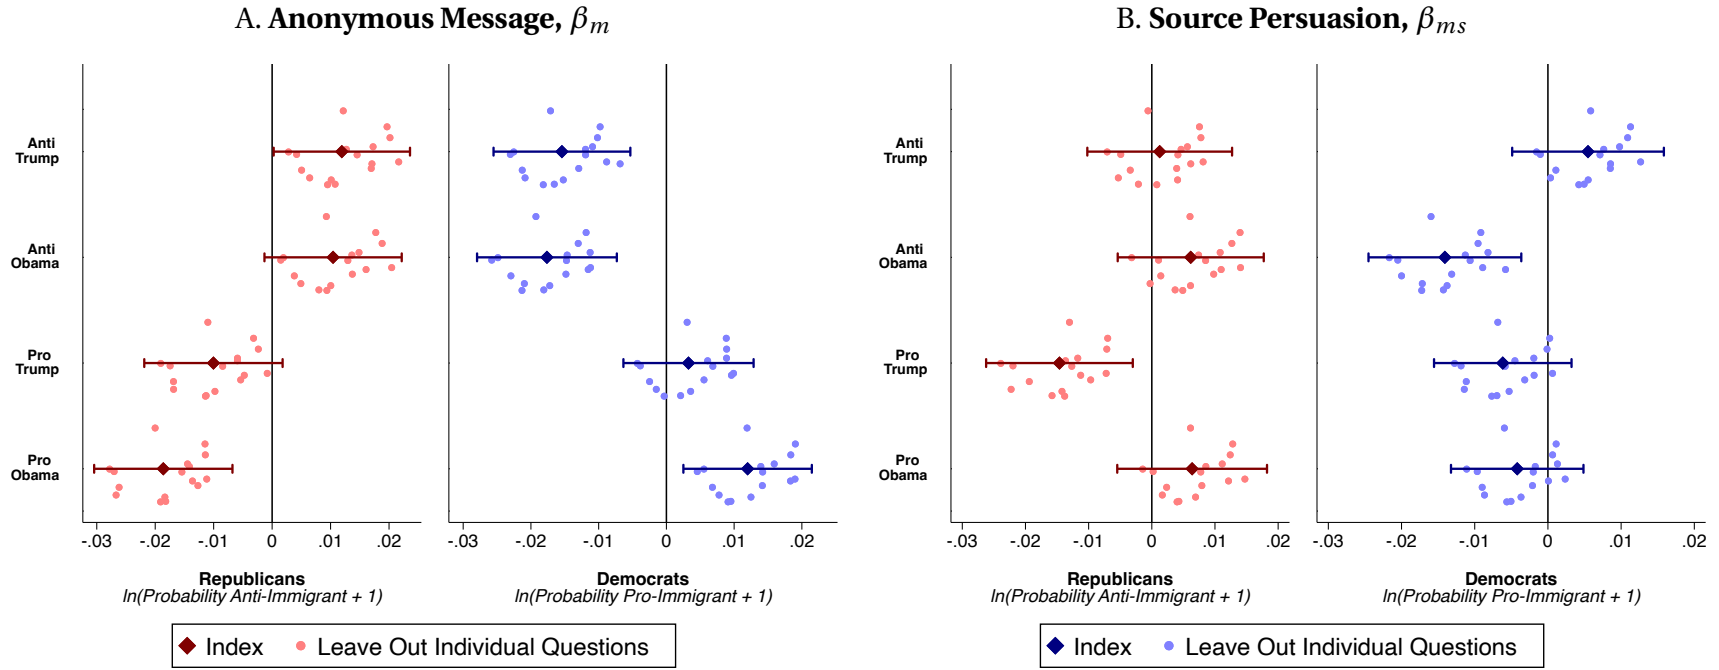 A. Anonymous Message, βm
B. Source Persuasion, βms
Anti
Trump
Anti
Obama
Pro
Trump
Pro
Obama
-.03 -.02 -.01 0 .01 .02
Republicans
ln(Probability Anti-Immigrant + 1)
-.03 -.02 -.01 0 .01 .02
Democrats
ln(Probability Pro-Immigrant + 1)
Index Leave Out Individual Questions
Anti
Trump
Anti
Obama
Pro
Trump
Pro
Obama
-.03 -.02 -.01 0 .01 .02
Republicans
ln(Probability Anti-Immigrant + 1)
-.03 -.02 -.01 0 .01 .02
Democrats
ln(Probability Pro-Immigrant + 1)
Index Leave Out Individual Questions